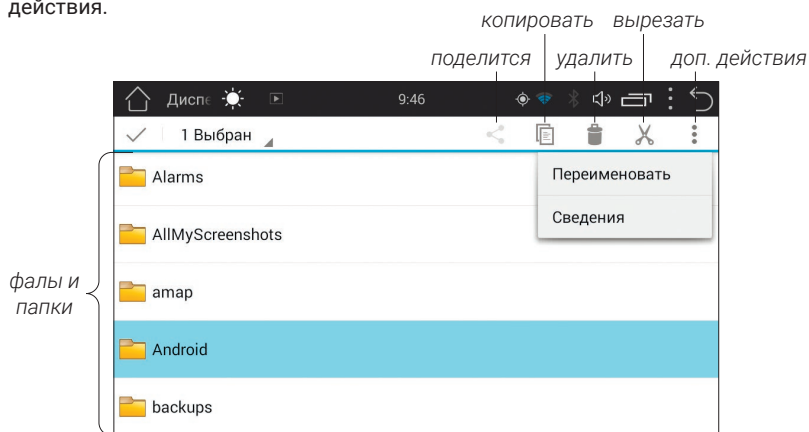 действия.
копировать вырезать
поделится удалить доп. действия
Диспе 9:46
1 Выбран
Переименовать
Сведения
Alarms
AllMyScreenshots
фалы и
папки
amap
Android
backups